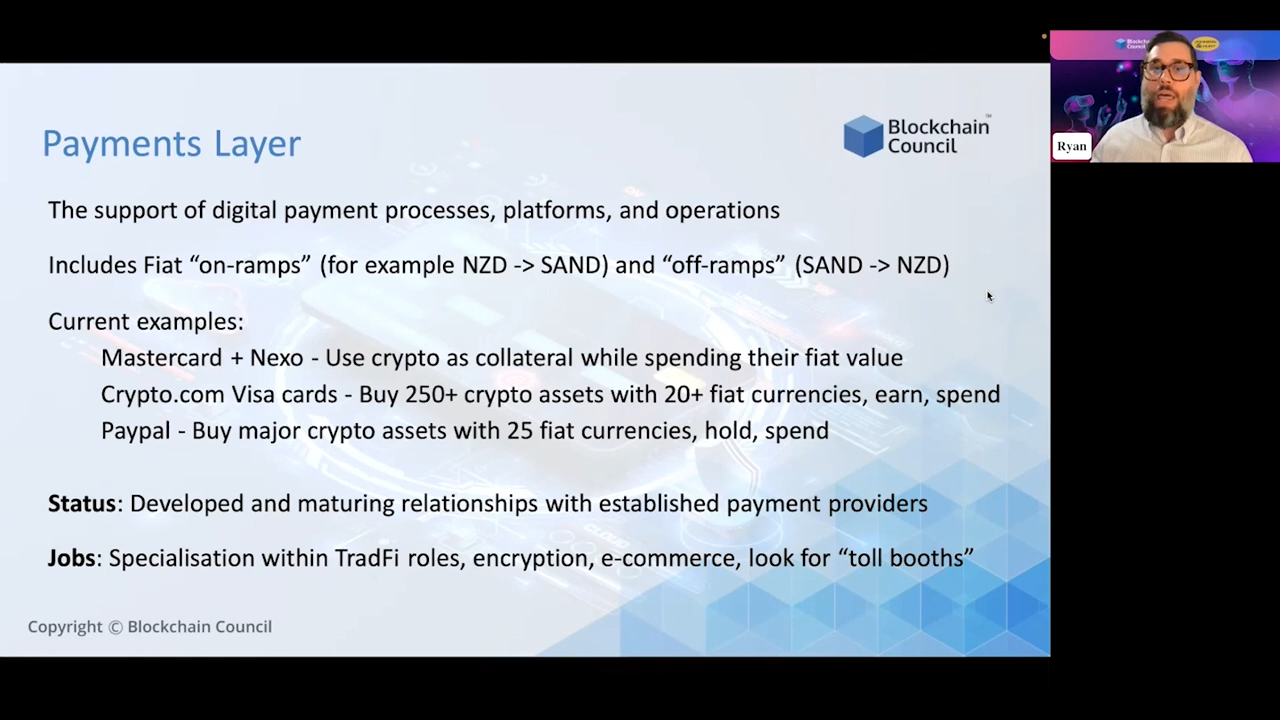 Payments Layer
Blockchain
Council
™
The support of digital payment processes, platforms, and operations
Includes Fiat “on-ramps” (for example NZD -> SAND) and “off-ramps” (SAND -> NZD)
Current examples:
Mastercard + Nexo - Use crypto as collateral while spending their fiat value
Crypto.com Visa cards - Buy 250+ crypto assets with 20+ fiat currencies, earn, spend
Paypal - Buy major crypto assets with 25 fiat currencies, hold, spend
Status: Developed and maturing relationships with established payment providers
Jobs: Specialisation within TradFi roles, encryption, e-commerce, look for “toll booths”
Copyright © Blockchain Council
Ryan